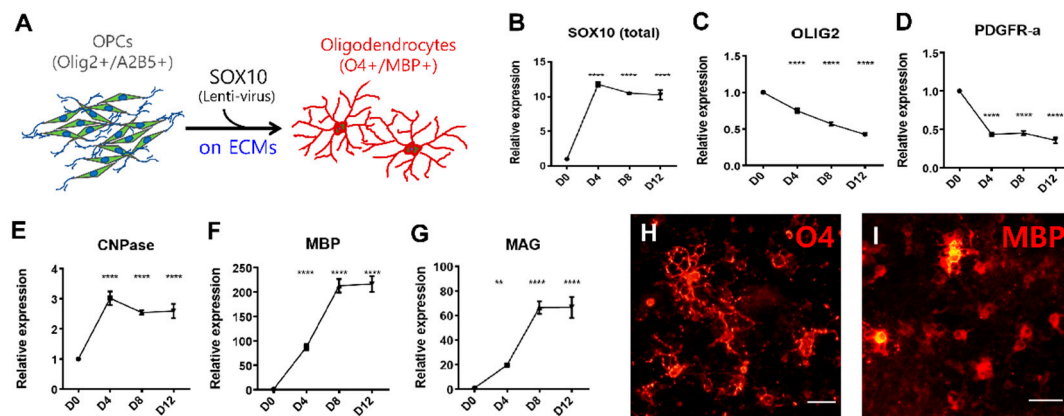 A
OPCs
(Olig2+/A2B5+)
SOX10
(Lenti-virus)
on ECMs
Oligodendrocytes
(O4+/MBP+)
B
SOX10 (total)
Relative expression
15
10
5
0
**** **** ****
D0 D4 D8 D12
C
OLIG2
Relative expression
1.5
1.0
0.5
0.0
**** **** ****
D0 D4 D8 D12
D
PDGFR-a
Relative expression
1.5
1.0
0.5
0.0
**** **** ****
D0 D4 D8 D12
E
CNPase
Relative expression
4
3
2
1
0
**** **** ****
D0 D4 D8 D12
F
MBP
Relative expression
250
200
150
100
50
0
**** **** ****
D0 D4 D8 D12
G
MAG
Relative expression
100
80
60
40
20
0
** **** ****
D0 D4 D8 D12
H
O4
I
MBP